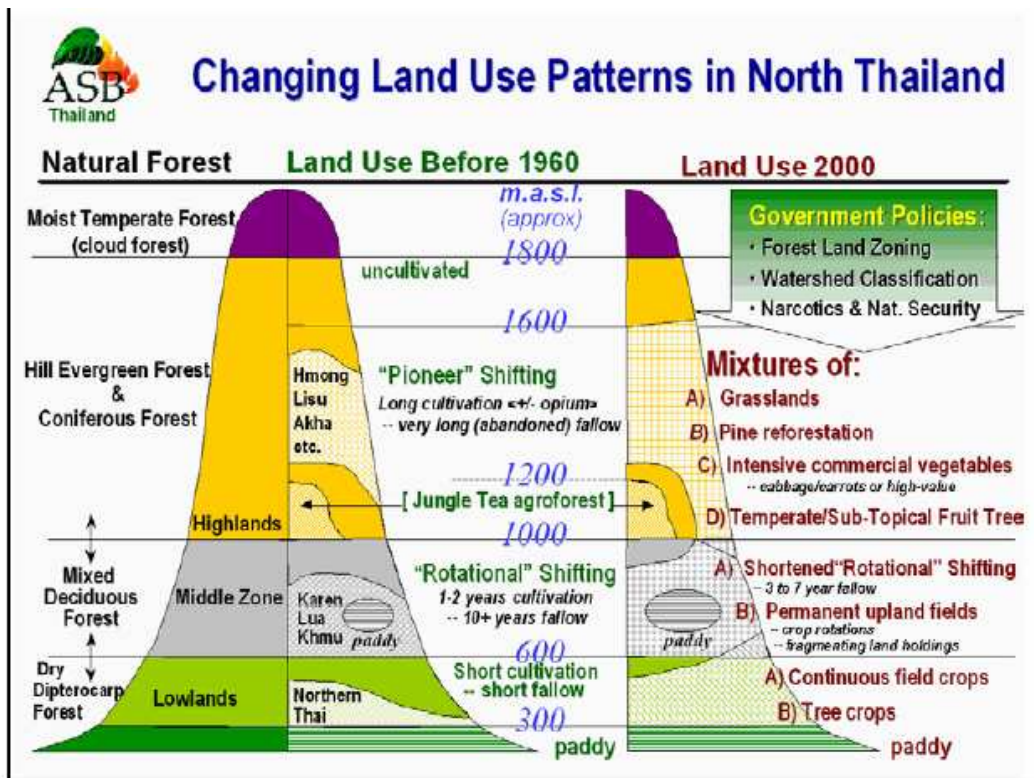 ASB
Thailand
Changing Land Use Patterns in North Thailand
Natural Forest
Land Use Before 1960
Land Use 2000
m.a.s.l.
(approx)
Moist Temperate Forest
(cloud forest)
1800
uncultivated
1600
Government Policies:
• Forest Land Zoning
• Watershed Classification
• Narcotics & Nat. Security
Hill Evergreen Forest
&
Coniferous Forest
Hmong
Lisu
Akha
etc.
"Pioneer" Shifting
Long cultivation «+/- opium»
-- very long (abandoned) fallow
Mixtures of:
A) Grasslands
B) Pine reforestation
C) Intensive commercial vegetables
-- cabbage/carrots or high-value
D) Temperate/Sub-Topical Fruit Tree
1200
[ Jungle Tea agroforest ]
Highlands
1000
Mixed
Deciduous
Forest
Middle Zone
Karen
Lua
Khmu
paddy
"Rotational" Shifting
1-2 years cultivation
-- 10+ years fallow
paddy
A) Shortened "Rotational" Shifting
-- 3 to 7 year fallow
B) Permanent upland fields
-- crop rotations
-- fragmenting land holdings
600
Dry
Dipterocarp
Forest
Lowlands
Northern
Thai
Short cultivation
-- short fallow
A) Continuous field crops
B) Tree crops
300
paddy
paddy